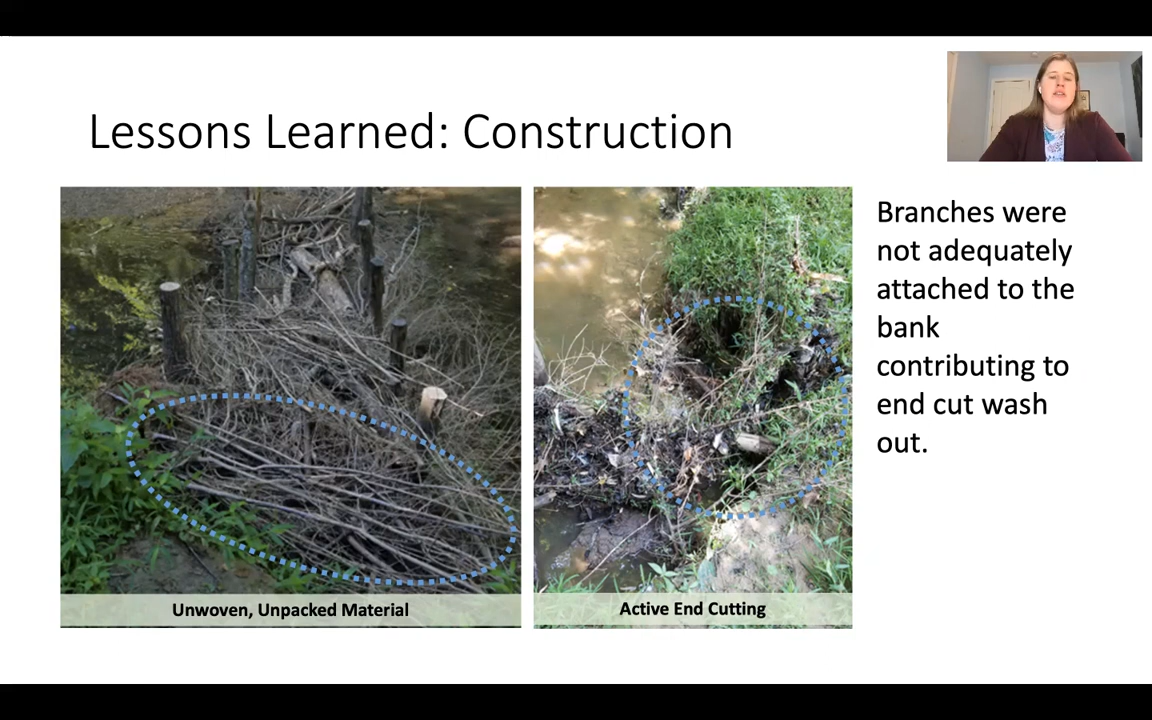 Lessons Learned: Construction
Branches were
not adequately
attached to the
bank
contributing to
end cut wash
out.
Unwoven, Unpacked Material
Active End Cutting